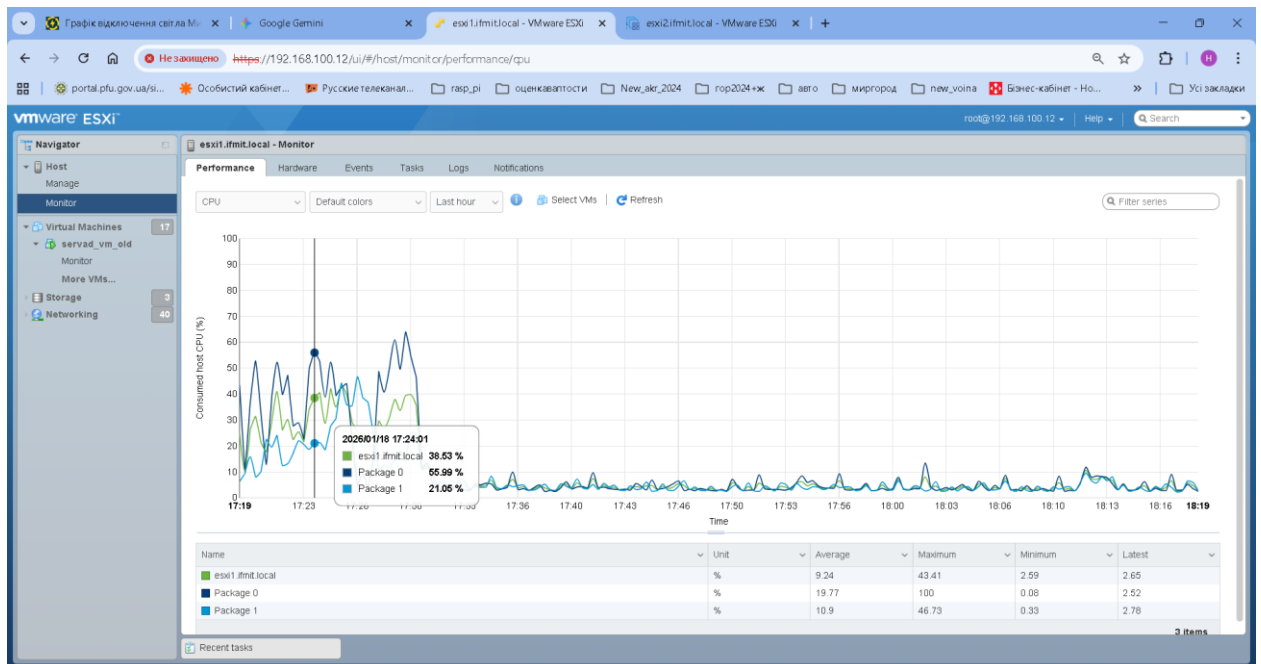 Графік відключення світла Ми
Google Gemini
esxi1.ifmit.local - VMware ESXi
esxi2.ifmit.local - VMware ESXi
Не захищено https://192.168.100.12/ui/#/host/monitor/performance/cpu
portal.pfu.gov.ua/si...
Особистий кабінет...
Русские телеканал...
rasp_pi
оценкаваптости
New_akr_2024
гор2024+ж
авто
миргород
new_voina
Бізнес-кабінет - Но...
»
Усі закладки
vmware ESXi™
root@192.168.100.12
Help
Search
Navigator
Host
Manage
Monitor
Virtual Machines 17
servad_vm_old
Monitor
More VMs...
Storage 3
Networking 40
esxi1.ifmit.local - Monitor
Performance Hardware Events Tasks Logs Notifications
CPU
Default colors
Last hour
Select VMs
Refresh
Filter series
Consumed host CPU (%)
100
90
80
70
60
50
40
30
20
10
0
2026/01/18 17:24:01
esxi1.ifmit.local 38.53 %
Package 0 55.99 %
Package 1 21.05 %
17:19 17:23 17:26 17:30 17:33 17:36 17:40 17:43 17:46 17:50 17:53 17:56 18:00 18:03 18:06 18:10 18:13 18:16 18:19
Time
Name Unit Average Maximum Minimum Latest
esxi1.ifmit.local % 9.24 43.41 2.59 2.65
Package 0 % 19.77 100 0.08 2.52
Package 1 % 10.9 46.73 0.33 2.78
3 items
Recent tasks